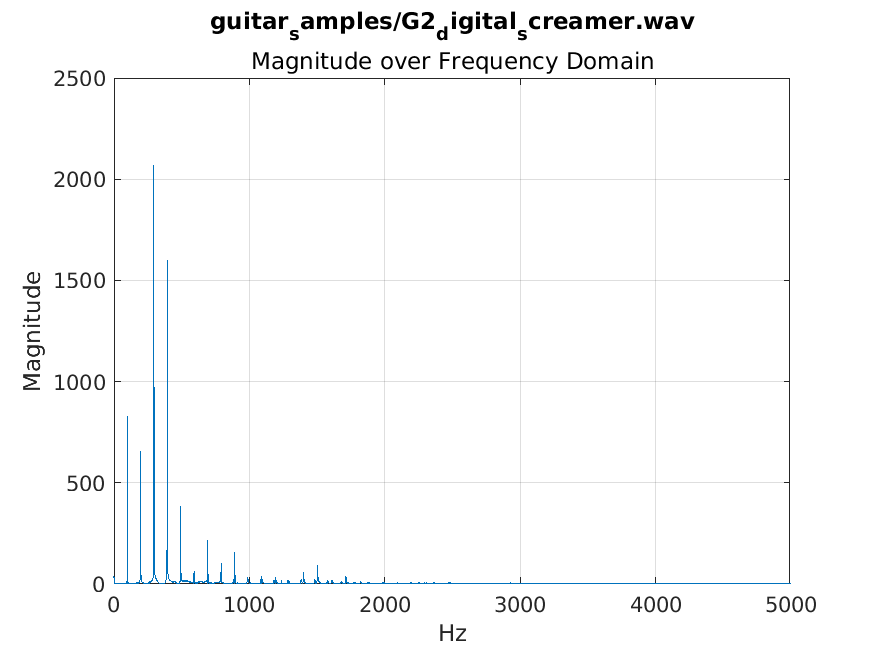 guitarsamples/G2digitalscreamer.wav
Magnitude over Frequency Domain
2500
2000
1500
1000
500
0
Magnitude
0 1000 2000 3000 4000 5000
Hz